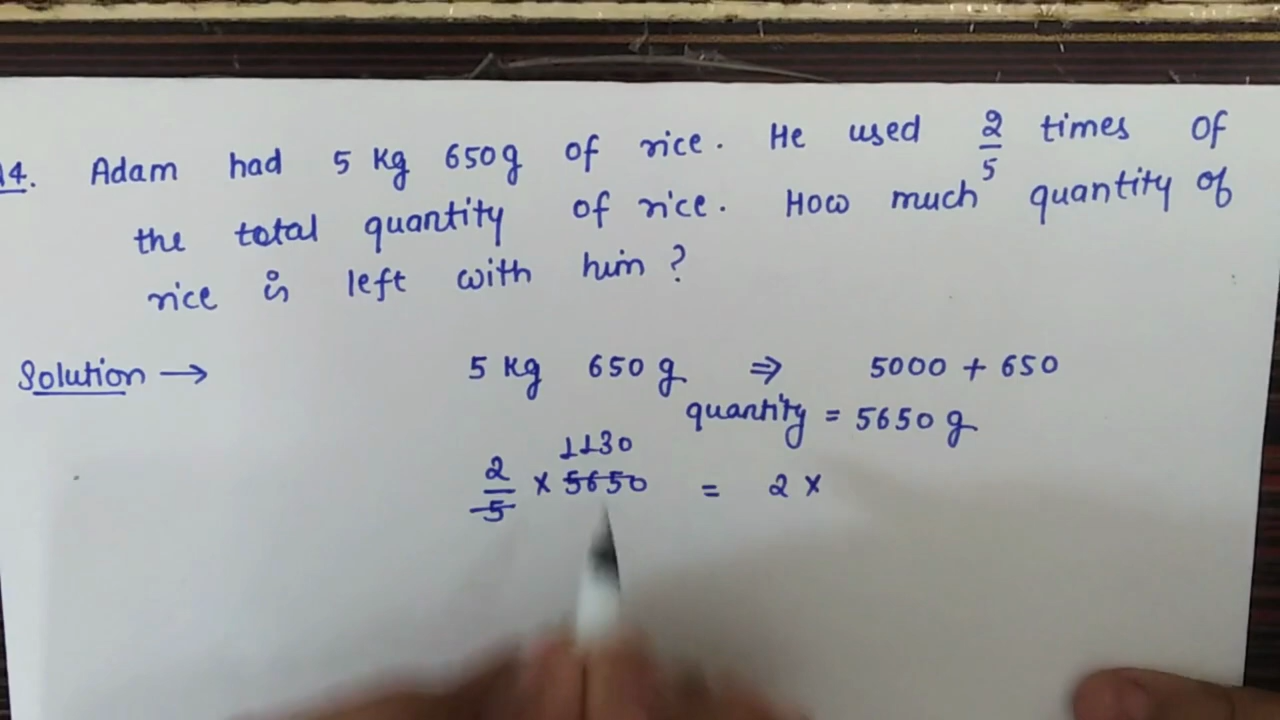 14. Adam had 5 Kg 650g of rice. He used 2/5 times of
the total quantity of rice. How much quantity of
rice is left with him ?
Solution → 5 Kg 650 g ⇒ 5000 + 650
quantity = 5650 g
1130
2/5 × 5650 = 2 ×